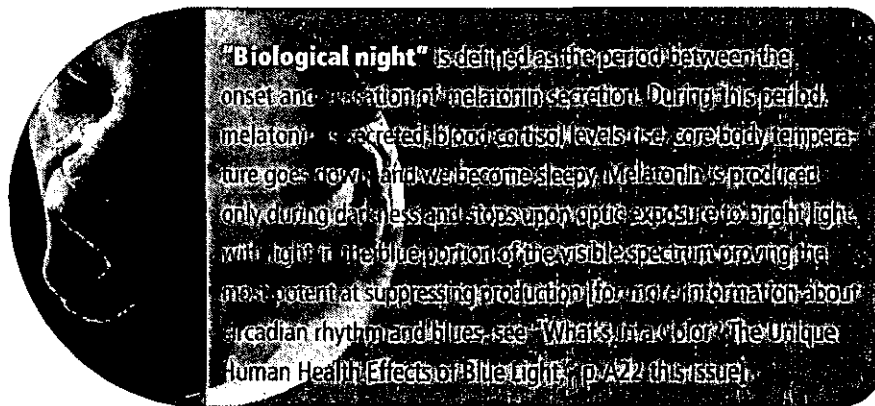 "Biological night" is defined as the period between the
onset and cessation of melatonin secretion. During this period,
melatonin is secreted, blood cortisol levels rise, core body tempera-
ture goes down, and we become sleepy. Melatonin is produced
only during darkness and stops upon optic exposure to bright light,
with light in the blue portion of the visible spectrum proving the
most potent at suppressing production [for more information about
circadian rhythm and blues, see "What's in a Color? The Unique
Human Health Effects of Blue Light," p. A22 this issue].